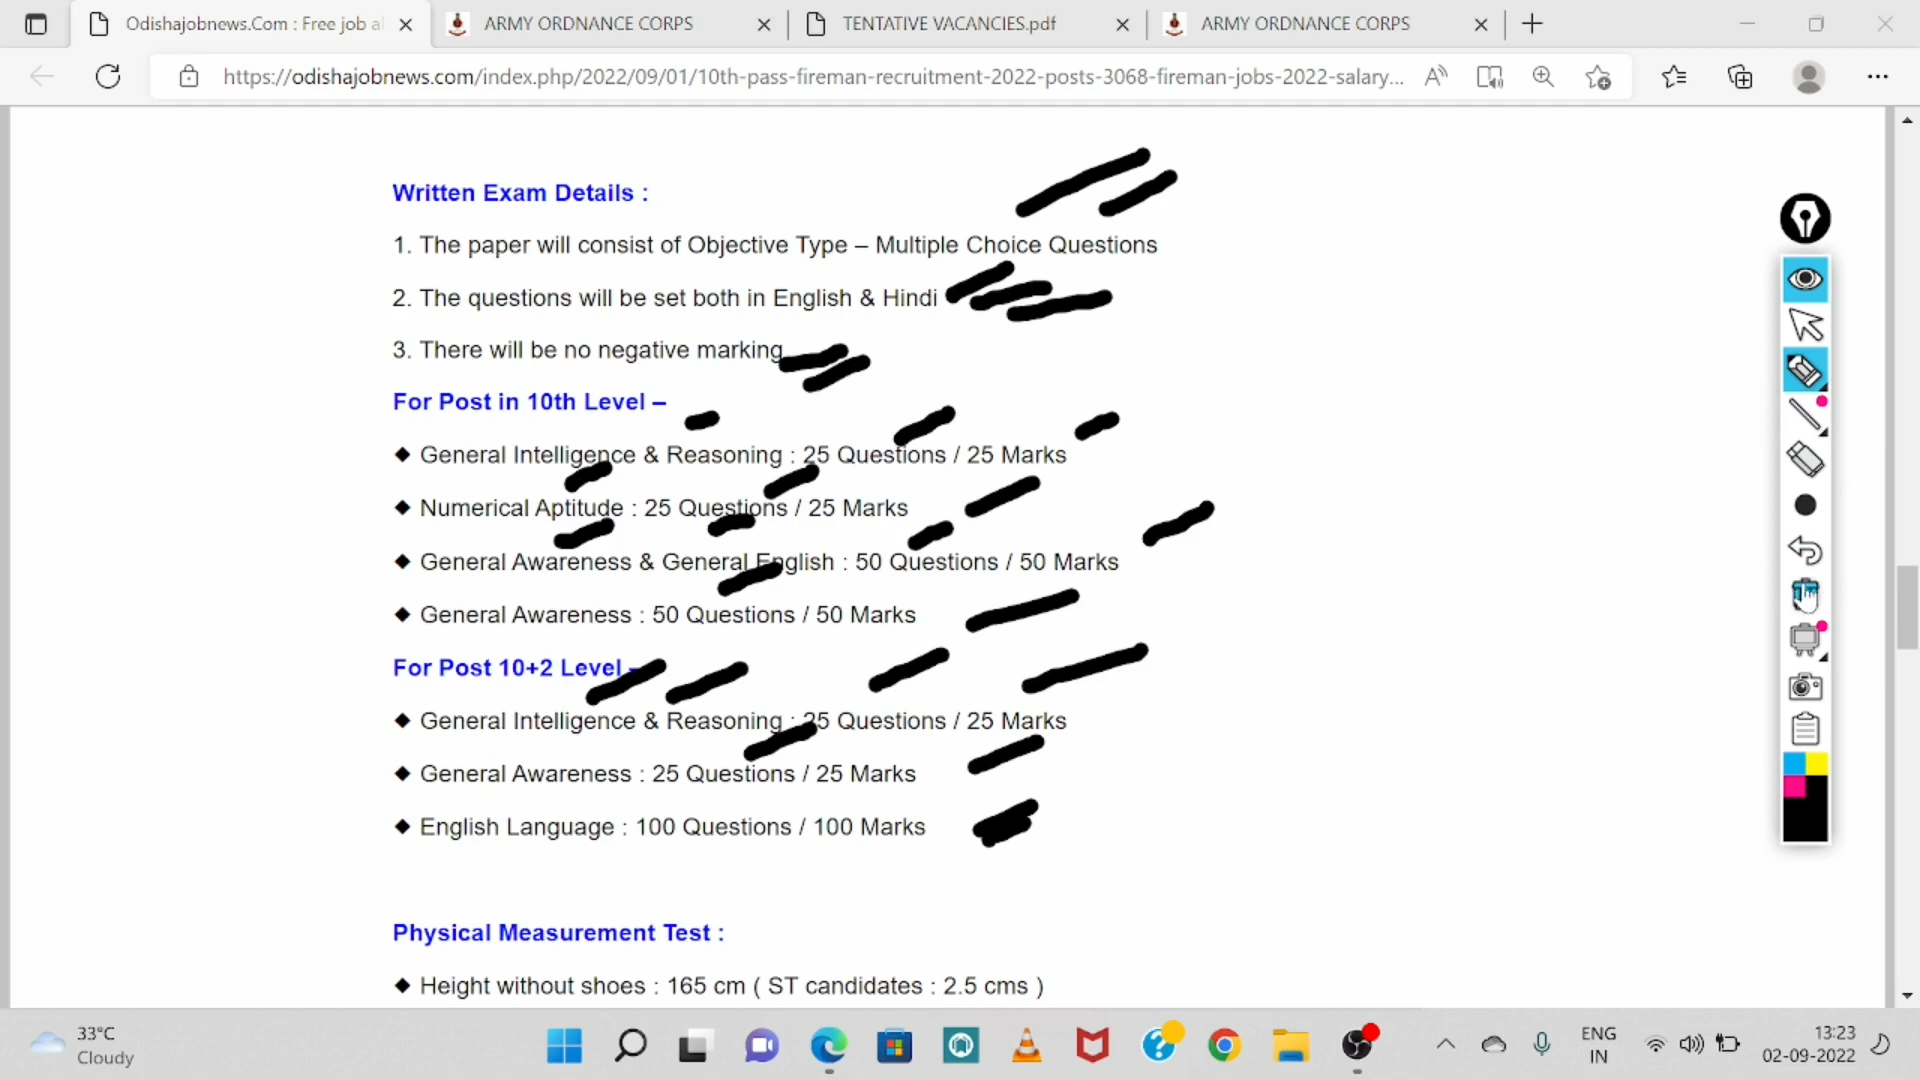 Odishajobnews.Com : Free job al
ARMY ORDNANCE CORPS
TENTATIVE VACANCIES.pdf
ARMY ORDNANCE CORPS
https://odishajobnews.com/index.php/2022/09/01/10th-pass-fireman-recruitment-2022-posts-3068-fireman-jobs-2022-salary...
Written Exam Details :
1. The paper will consist of Objective Type – Multiple Choice Questions
2. The questions will be set both in English & Hindi
3. There will be no negative marking
For Post in 10th Level –
◆ General Intelligence & Reasoning : 25 Questions / 25 Marks
◆ Numerical Aptitude : 25 Questions / 25 Marks
◆ General Awareness & General English : 50 Questions / 50 Marks
◆ General Awareness : 50 Questions / 50 Marks
For Post 10+2 Level –
◆ General Intelligence & Reasoning : 25 Questions / 25 Marks
◆ General Awareness : 25 Questions / 25 Marks
◆ English Language : 100 Questions / 100 Marks
Physical Measurement Test :
◆ Height without shoes : 165 cm ( ST candidates : 2.5 cms )
33°C
Cloudy
ENG
IN
13:23
02-09-2022